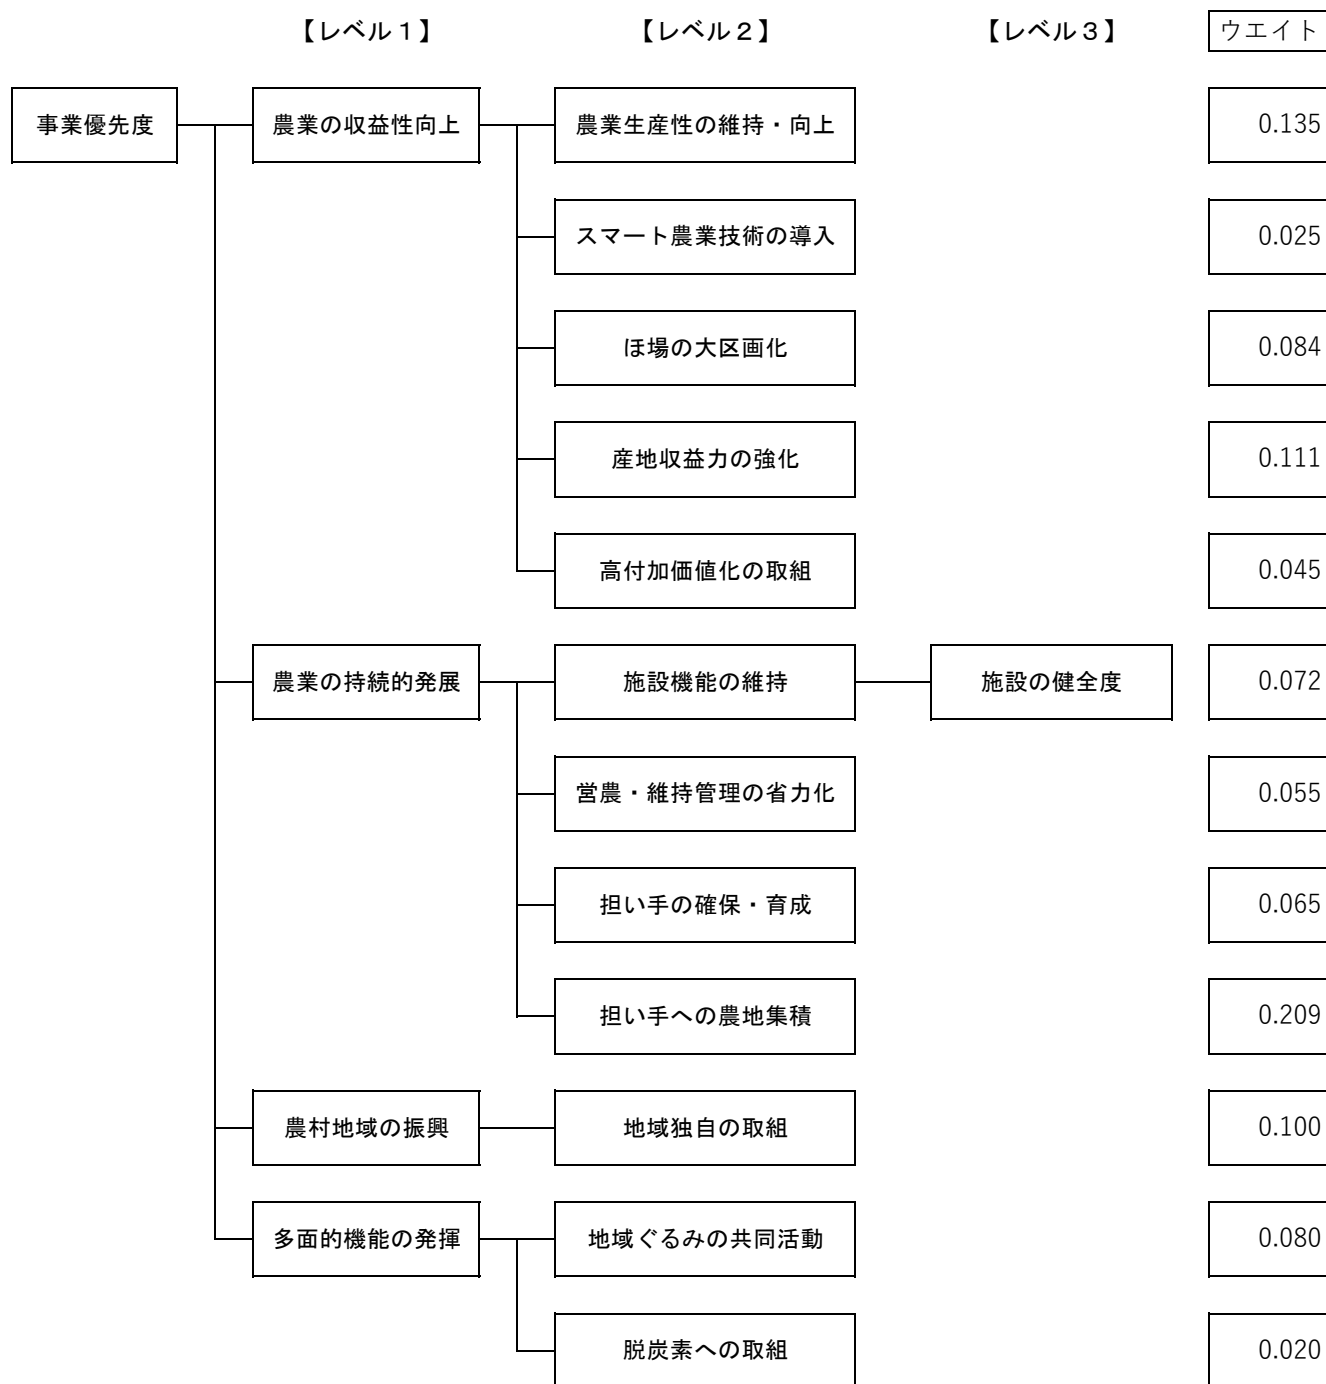 【レベル１】 【レベル２】 【レベル３】 ウエイト
事業優先度 農業の収益性向上 農業生産性の維持・向上 0.135
スマート農業技術の導入 0.025
ほ場の大区画化 0.084
産地収益力の強化 0.111
高付加価値化の取組 0.045
農業の持続的発展 施設機能の維持 施設の健全度 0.072
営農・維持管理の省力化 0.055
担い手の確保・育成 0.065
担い手への農地集積 0.209
農村地域の振興 地域独自の取組 0.100
多面的機能の発揮 地域ぐるみの共同活動 0.080
脱炭素への取組 0.020